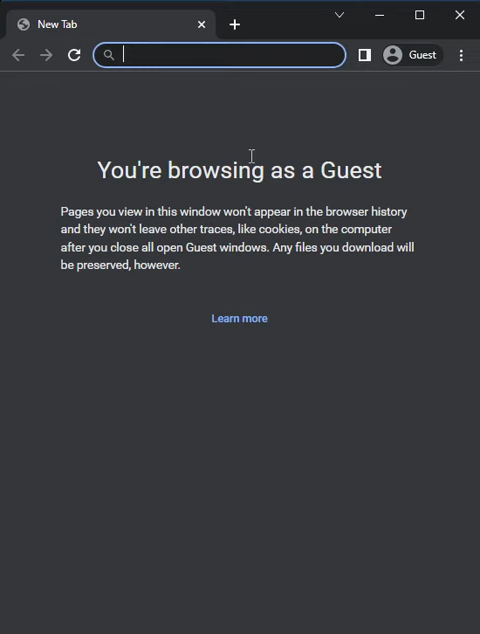 New Tab
Guest
You're browsing as a Guest
Pages you view in this window won't appear in the browser history
and they won't leave other traces, like cookies, on the computer
after you close all open Guest windows. Any files you download will
be preserved, however.
Learn more